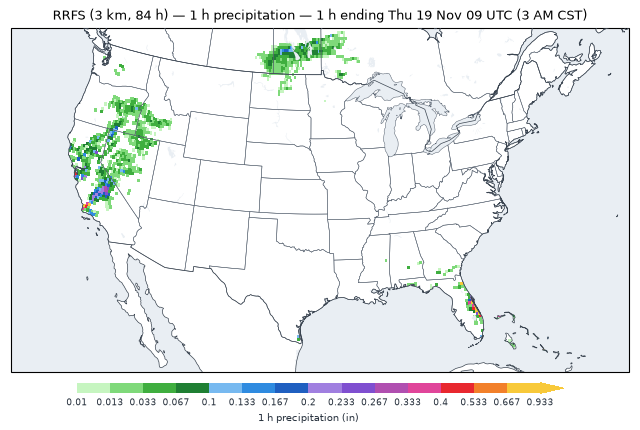 RRFS (3 km, 84 h) — 1 h precipitation — 1 h ending Thu 19 Nov 09 UTC (3 AM CST)
0.01 0.013 0.033 0.067 0.1 0.133 0.167 0.2 0.233 0.267 0.333 0.4 0.533 0.667 0.933
1 h precipitation (in)